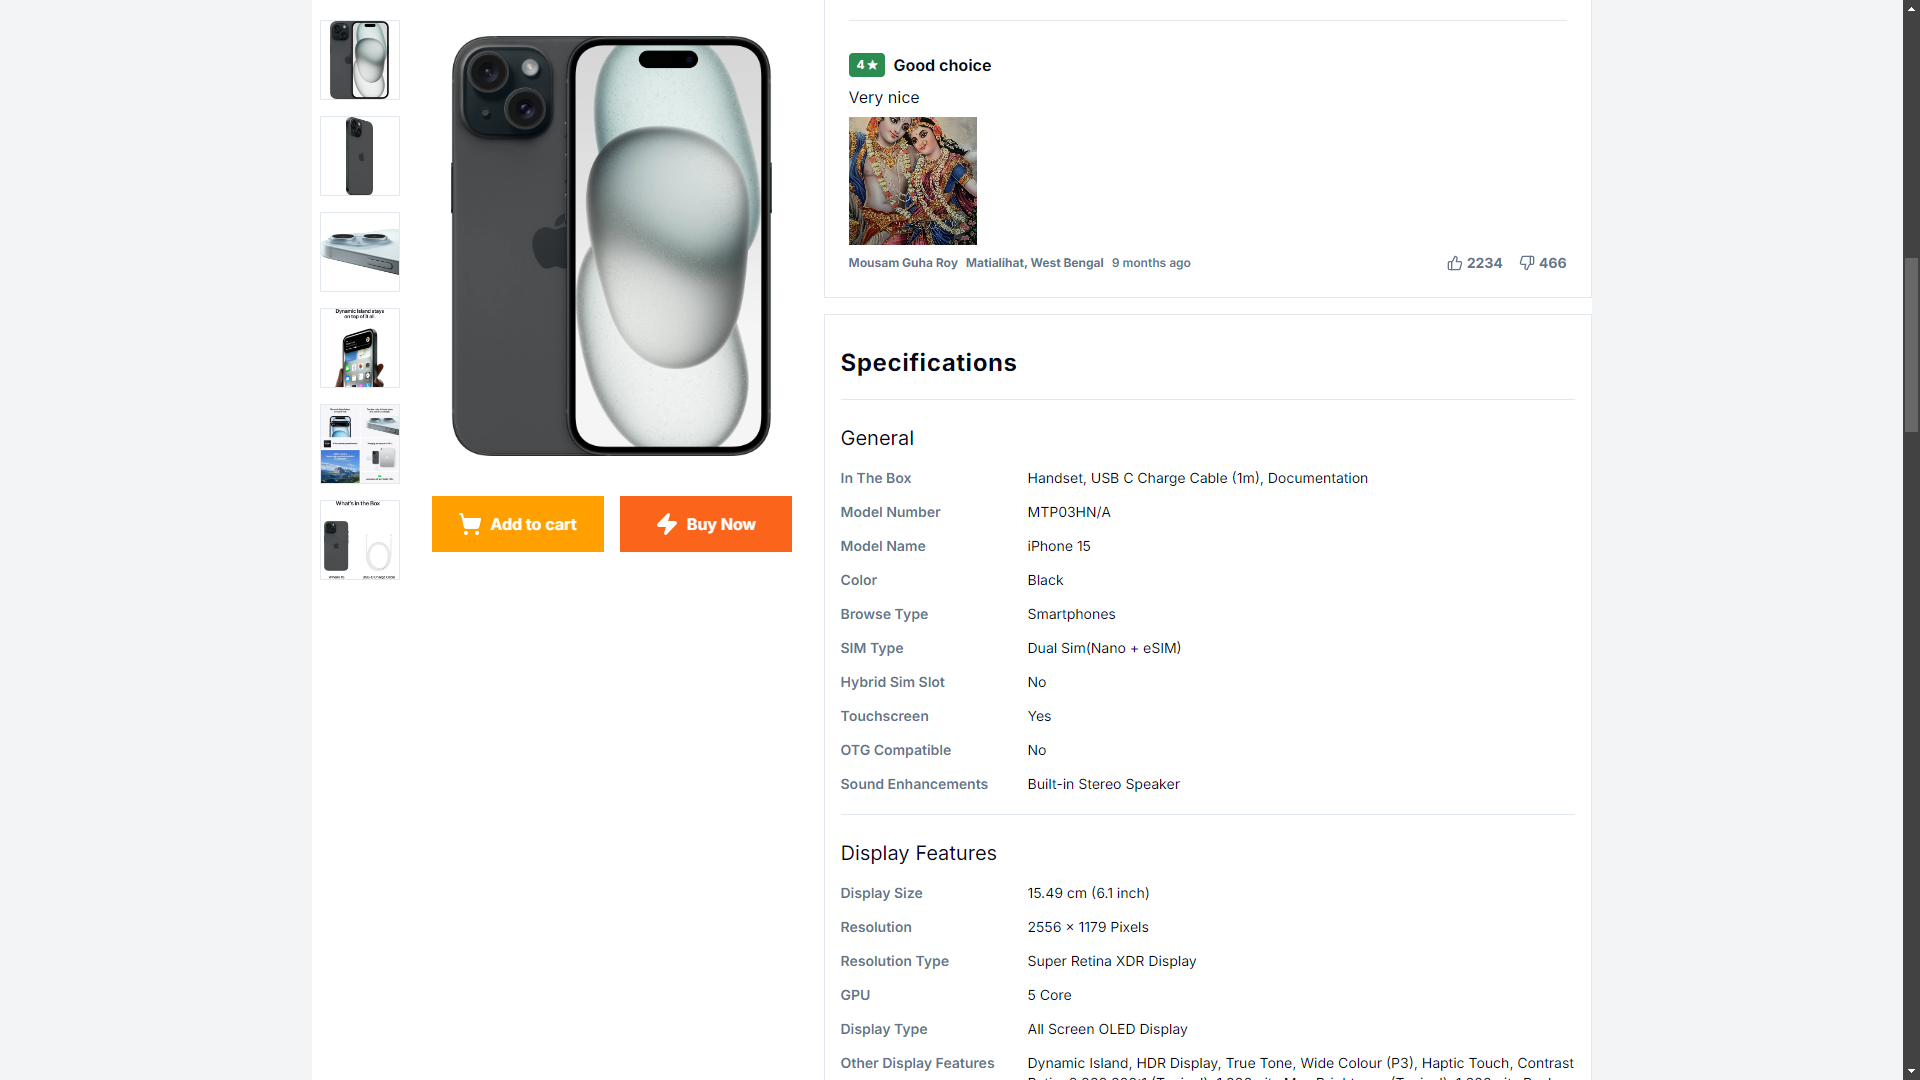 4★ Good choice
Very nice
Mousam Guha Roy Matialihat, West Bengal 9 months ago 2234 466
Dynamic Island stays
on top of it all.
What's in the Box
Add to cart
Buy Now
Specifications
General
In The Box Handset, USB C Charge Cable (1m), Documentation
Model Number MTP03HN/A
Model Name iPhone 15
Color Black
Browse Type Smartphones
SIM Type Dual Sim(Nano + eSIM)
Hybrid Sim Slot No
Touchscreen Yes
OTG Compatible No
Sound Enhancements Built-in Stereo Speaker
Display Features
Display Size 15.49 cm (6.1 inch)
Resolution 2556 × 1179 Pixels
Resolution Type Super Retina XDR Display
GPU 5 Core
Display Type All Screen OLED Display
Other Display Features Dynamic Island, HDR Display, True Tone, Wide Colour (P3), Haptic Touch, Contrast